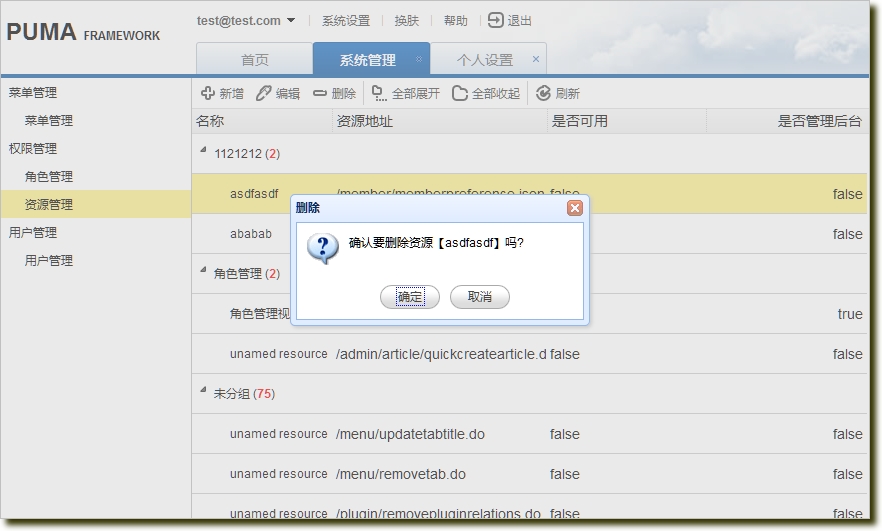 PUMA FRAMEWORK
test@test.com 系统设置 换肤 帮助 退出
首页 系统管理 个人设置
菜单管理
菜单管理
权限管理
角色管理
资源管理
用户管理
用户管理
新增 编辑 删除 全部展开 全部收起 刷新
名称 资源地址 是否可用 是否管理后台
1121212 (2)
asdfasdf /member/memberpreference.json false false
ababab false
角色管理 (2)
角色管理视 true
unamed resource /admin/article/quickcreatearticle.d false false
未分组 (75)
unamed resource /menu/updatetabtitle.do false false
unamed resource /menu/removetab.do false false
unamed resource /plugin/removepluginrelations.do false false
删除
确认要删除资源【asdfasdf】吗?
确定 取消